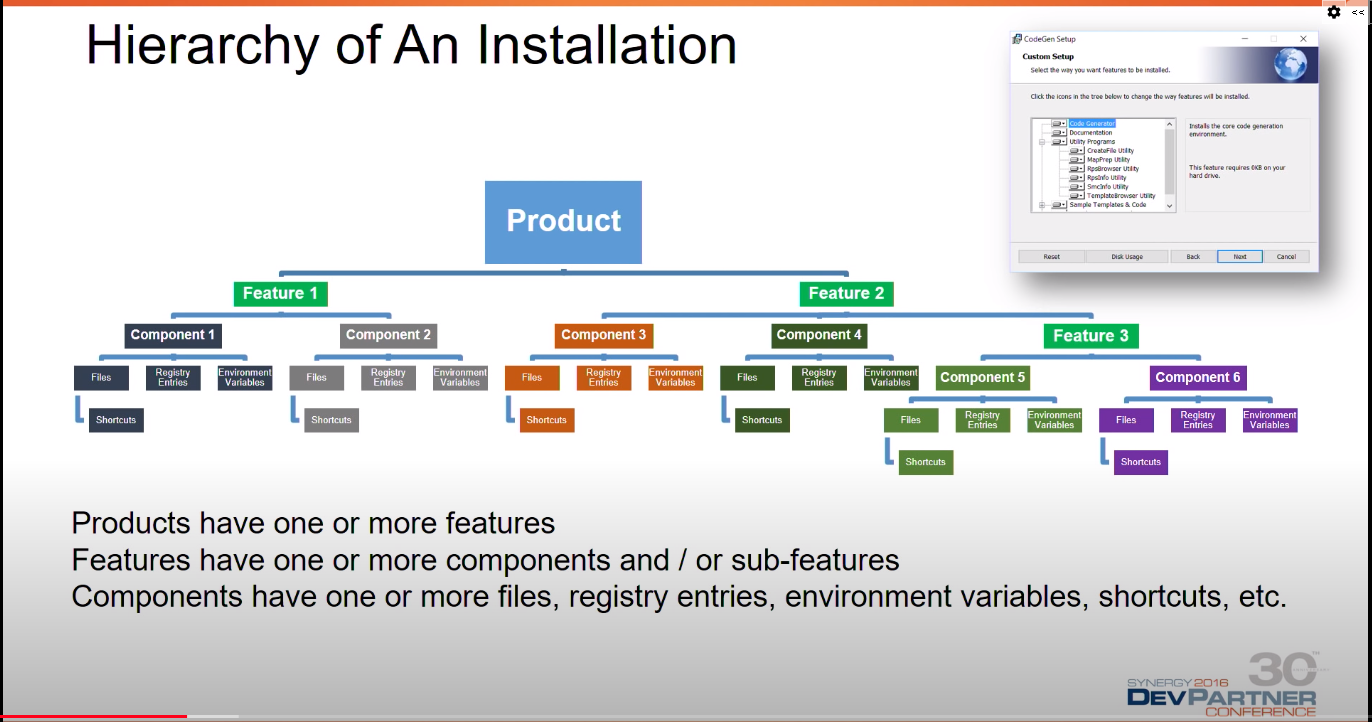 <<
Hierarchy of An Installation
CodeGen Setup
Custom Setup
Select the way you want features to be installed.
Click the icons in the tree below to change the way features will be installed.
Code Generator
Documentation
Utility Programs
CreateFile Utility
MapPrep Utility
RpsBrowser Utility
RpsInfo Utility
SmcInfo Utility
TemplateBrowser Utility
Sample Templates & Code
Installs the core code generation
environment.
This feature requires 0KB on your
hard drive.
Reset
Disk Usage
Back
Next
Cancel
Product
Feature 1
Feature 2
Component 1
Component 2
Component 3
Component 4
Feature 3
Files
Registry
Entries
Environment
Variables
Files
Registry
Entries
Environment
Variables
Files
Registry
Entries
Environment
Variables
Files
Registry
Entries
Environment
Variables
Component 5
Component 6
Shortcuts
Shortcuts
Shortcuts
Shortcuts
Files
Registry
Entries
Environment
Variables
Files
Registry
Entries
Environment
Variables
Shortcuts
Shortcuts
Products have one or more features
Features have one or more components and / or sub-features
Components have one or more files, registry entries, environment variables, shortcuts, etc.
30
SYNERGY 2016
DEVPARTNER
CONFERENCE